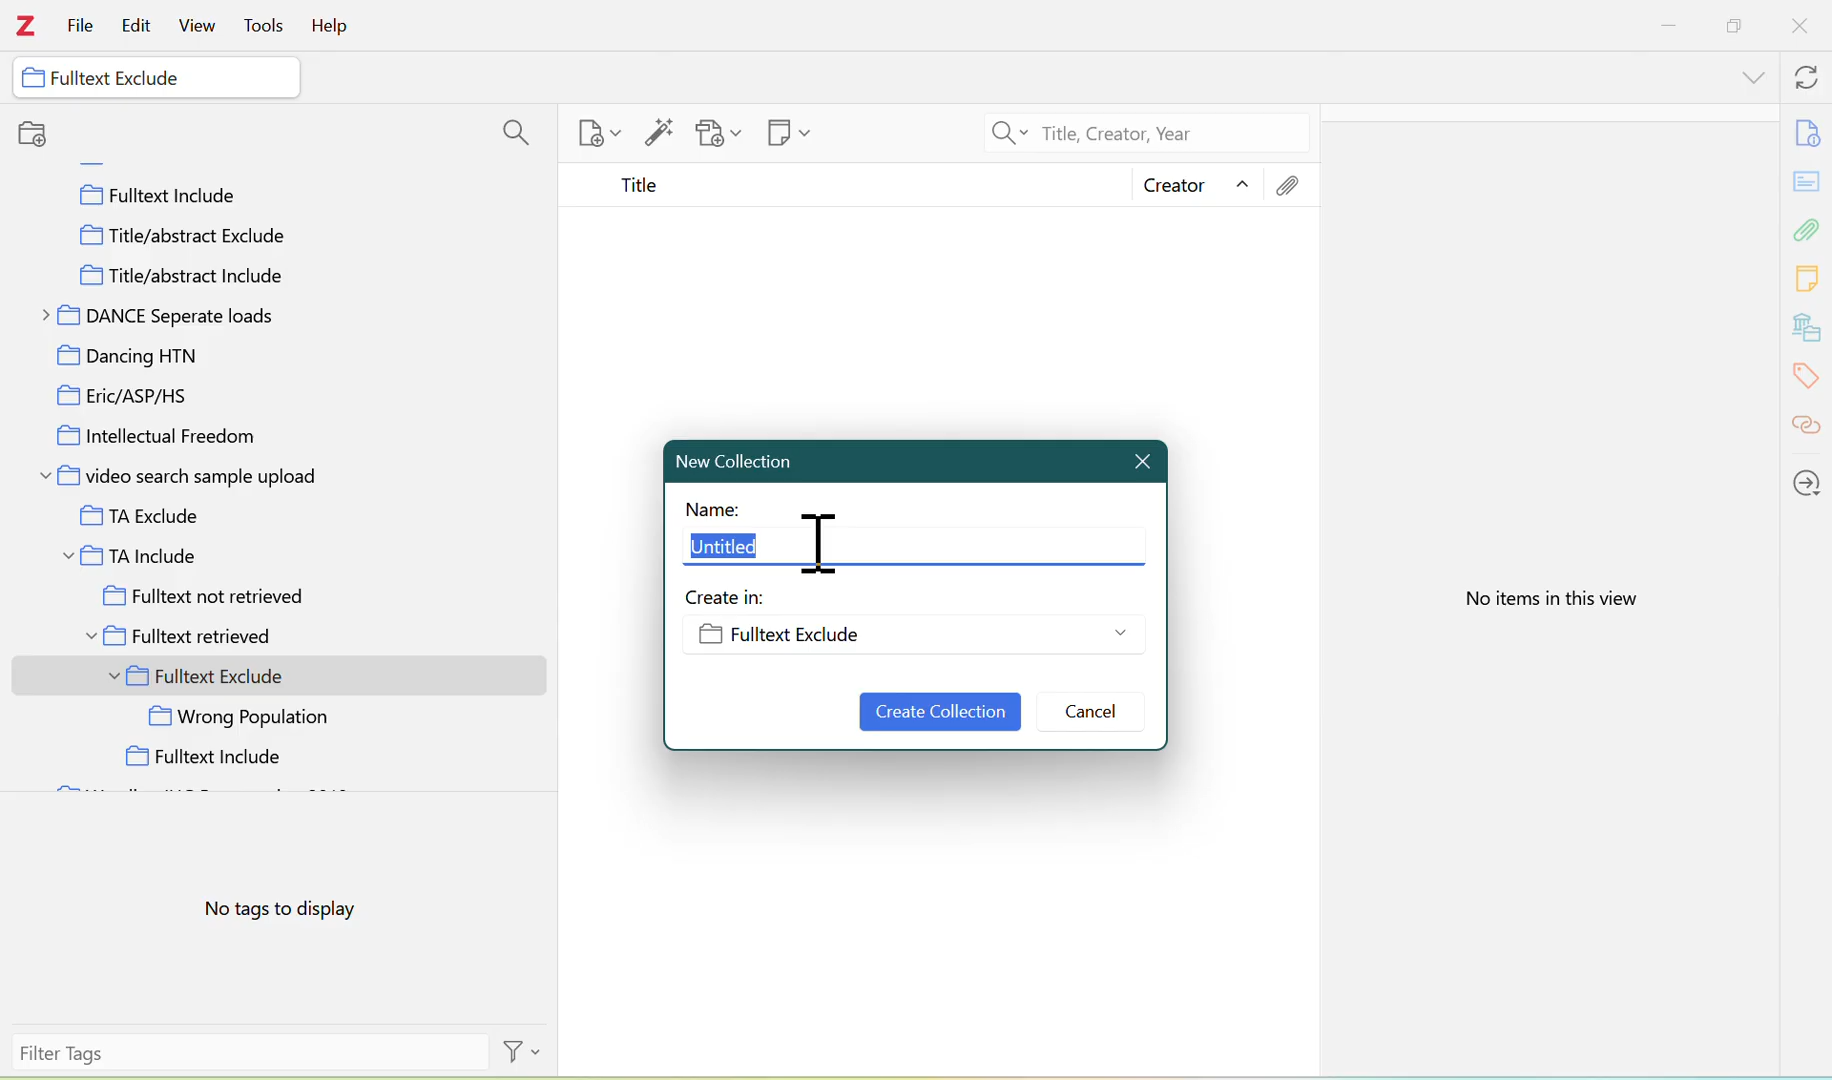 Z File Edit View Tools Help
Fulltext Exclude
Title, Creator, Year
Title Creator
Fulltext Include
Title/abstract Exclude
Title/abstract Include
DANCE Seperate loads
Dancing HTN
Eric/ASP/HS
Intellectual Freedom
video search sample upload
TA Exclude
TA Include
Fulltext not retrieved
Fulltext retrieved
Fulltext Exclude
Wrong Population
Fulltext Include
No tags to display
Filter Tags
New Collection
Name:
Untitled
Create in:
Fulltext Exclude
Create Collection Cancel
No items in this view